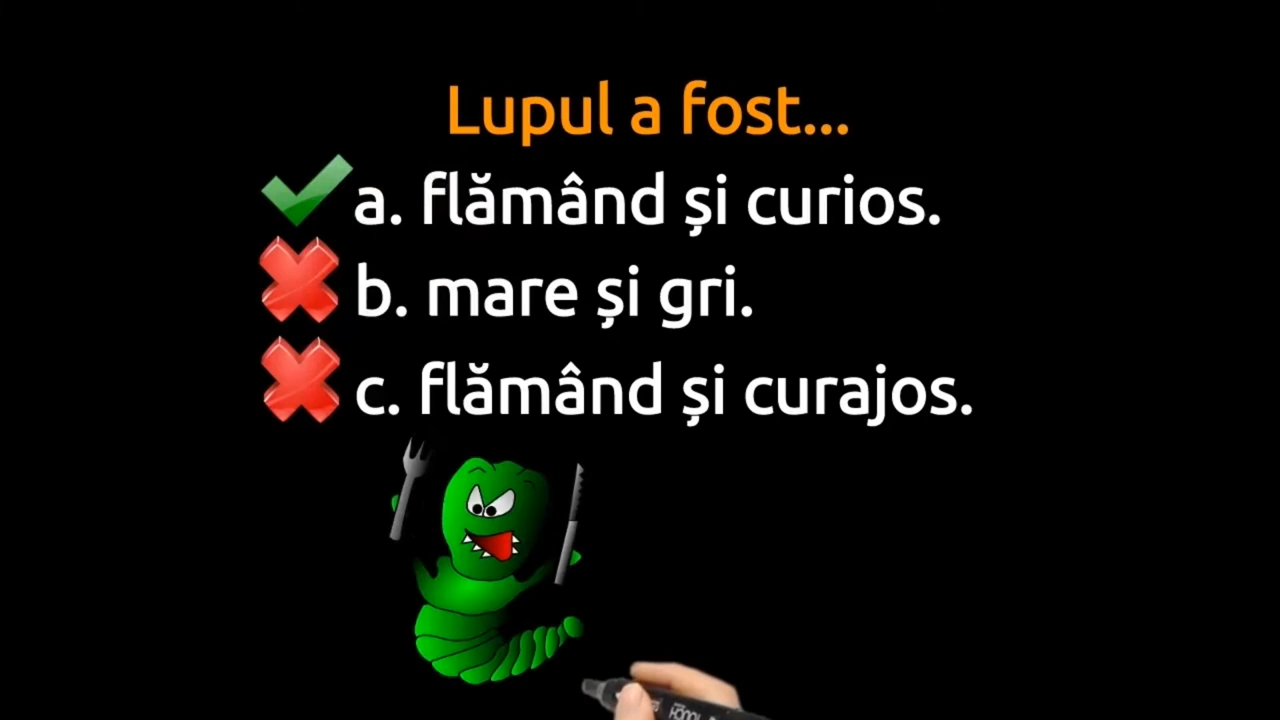 Lupul a fost...
a. flămând și curios.
b. mare și gri.
c. flămând și curajos.